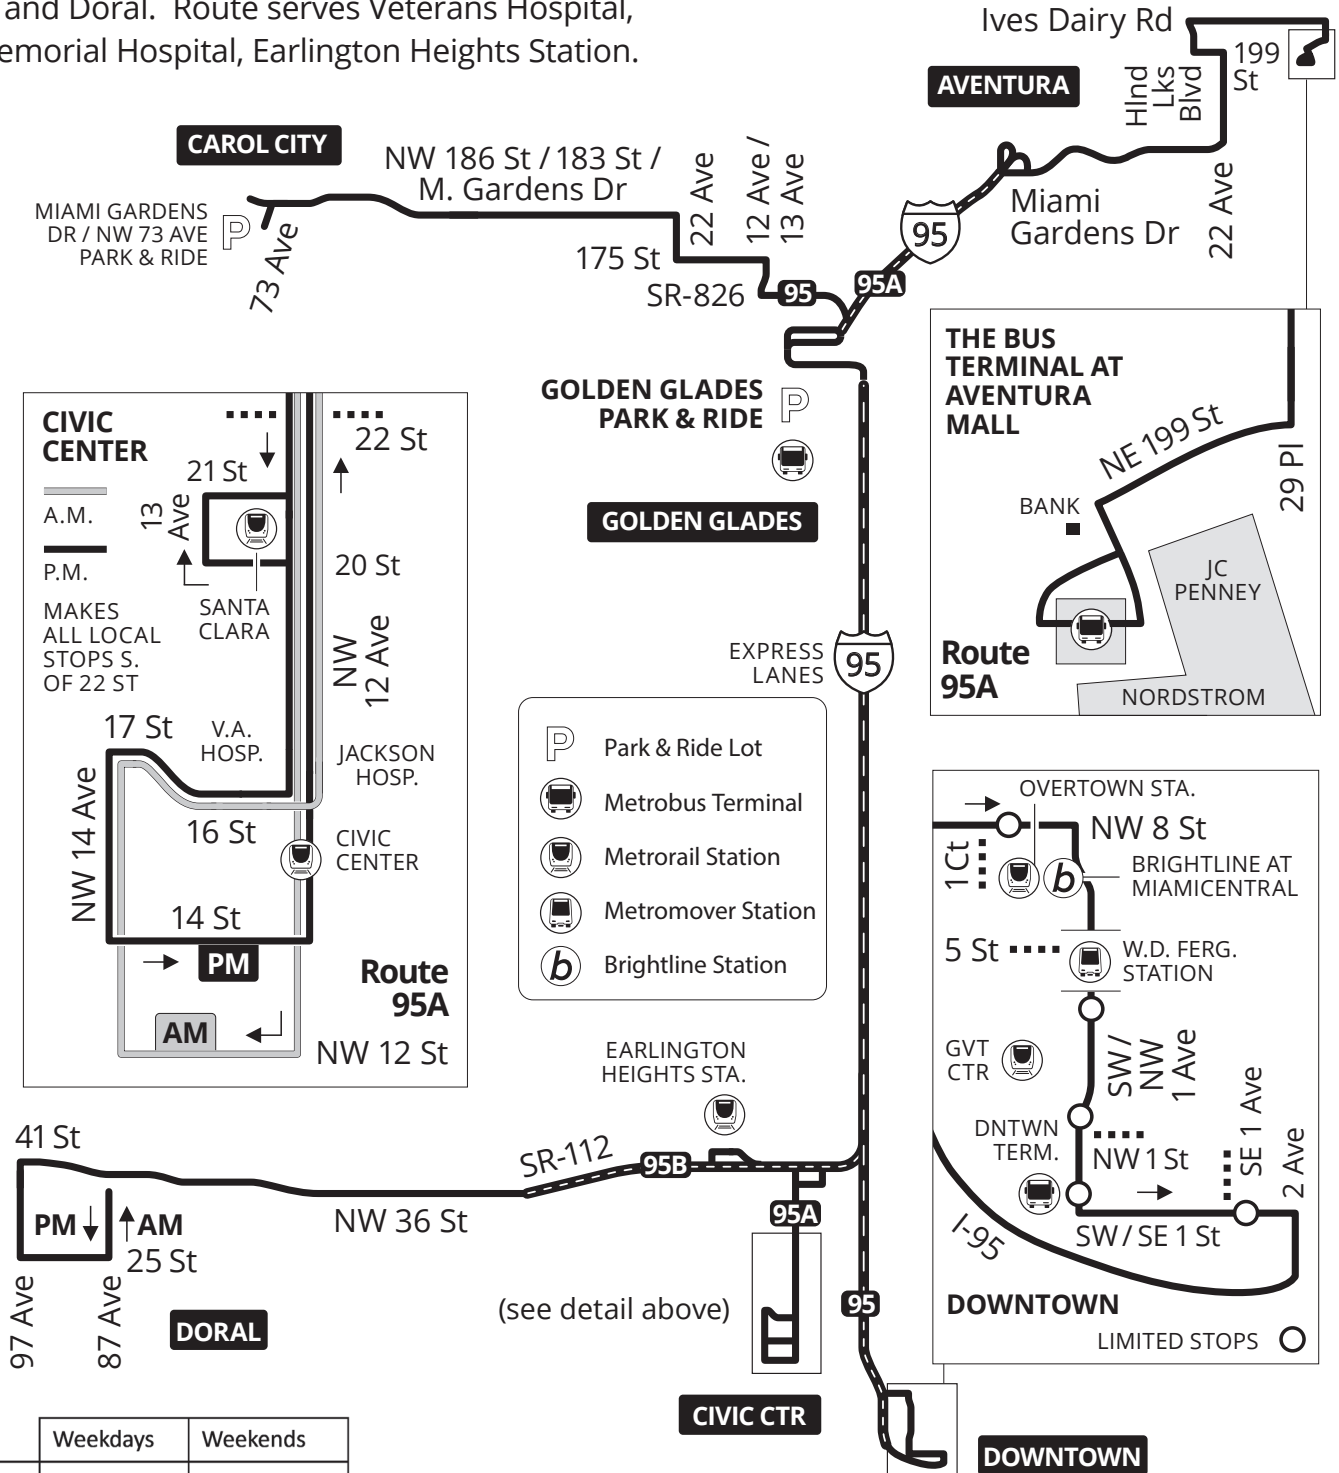 and Doral. Route serves Veterans Hospital,
emorial Hospital, Earlington Heights Station.
Ives Dairy Rd
199
St
Hlnd
Lks
Blvd
AVENTURA
CAROL CITY
NW 186 St / 183 St /
M. Gardens Dr
22 Ave
12 Ave /
13 Ave
MIAMI GARDENS
DR / NW 73 AVE
PARK & RIDE
P
73 Ave
Miami
Gardens Dr
22 Ave
95
175 St
SR-826
95
95A
GOLDEN GLADES
PARK & RIDE
P
GOLDEN GLADES
THE BUS
TERMINAL AT
AVENTURA
MALL
NE 199 St
29 Pl
BANK
JC
PENNEY
NORDSTROM
Route
95A
CIVIC
CENTER
A.M.
P.M.
MAKES
ALL LOCAL
STOPS S.
OF 22 ST
22 St
21 St
13
Ave
20 St
SANTA
CLARA
NW
12 Ave
17 St
V.A.
HOSP.
JACKSON
HOSP.
NW 14 Ave
16 St
CIVIC
CENTER
14 St
PM
Route
95A
AM
NW 12 St
EXPRESS
LANES
95
P
Park & Ride Lot
Metrobus Terminal
Metrorail Station
Metromover Station
b
Brightline Station
OVERTOWN STA.
NW 8 St
1 Ct
b
BRIGHTLINE AT
MIAMICENTRAL
5 St
W.D. FERG.
STATION
GVT
CTR
SW /
NW
1 Ave
DNTWN
TERM.
NW 1 St
SE 1 Ave
2 Ave
SW / SE 1 St
I-95
DOWNTOWN
LIMITED STOPS
EARLINGTON
HEIGHTS STA.
41 St
SR-112
95B
NW 36 St
PM
AM
25 St
97 Ave
87 Ave
DORAL
95A
(see detail above)
95
CIVIC CTR
DOWNTOWN
Weekdays
Weekends